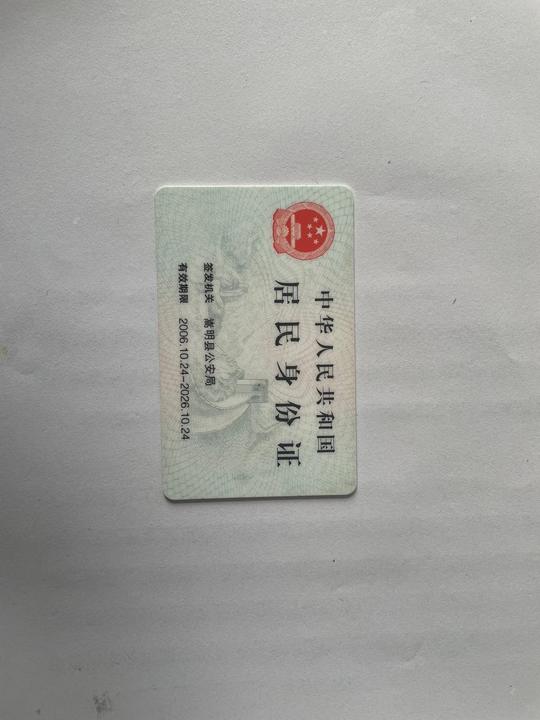 中华人民共和国
居民身份证
签发机关 嵩明县公安局
有效期限 2006.10.24-2026.10.24